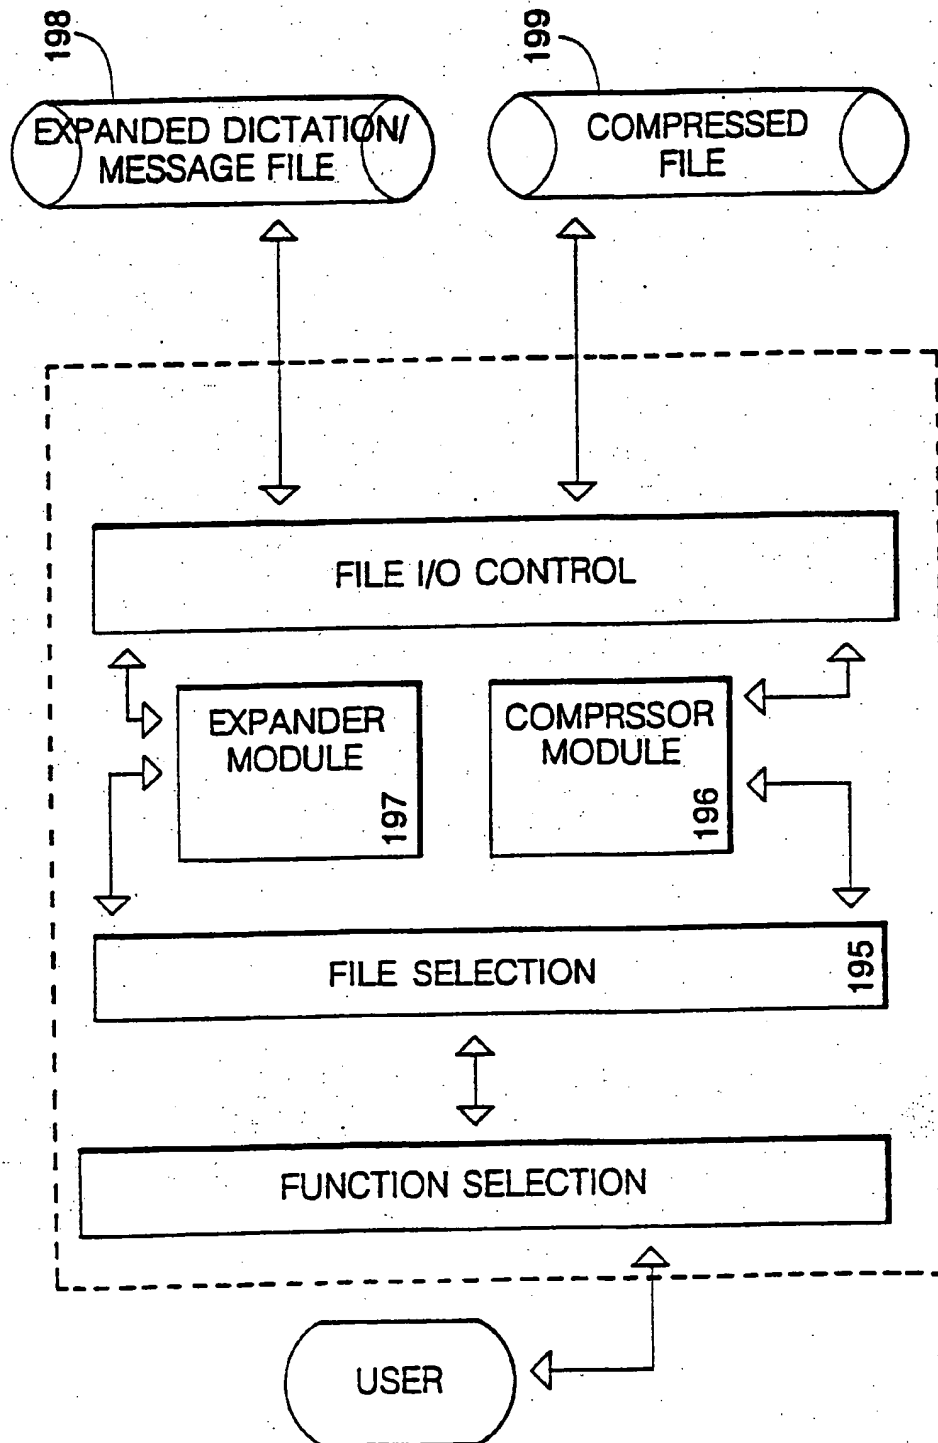 198
199
EXPANDED DICTATION/
MESSAGE FILE
COMPRESSED
FILE
FILE I/O CONTROL
EXPANDER
MODULE
197
COMPRSSOR
MODULE
196
FILE SELECTION
195
FUNCTION SELECTION
USER